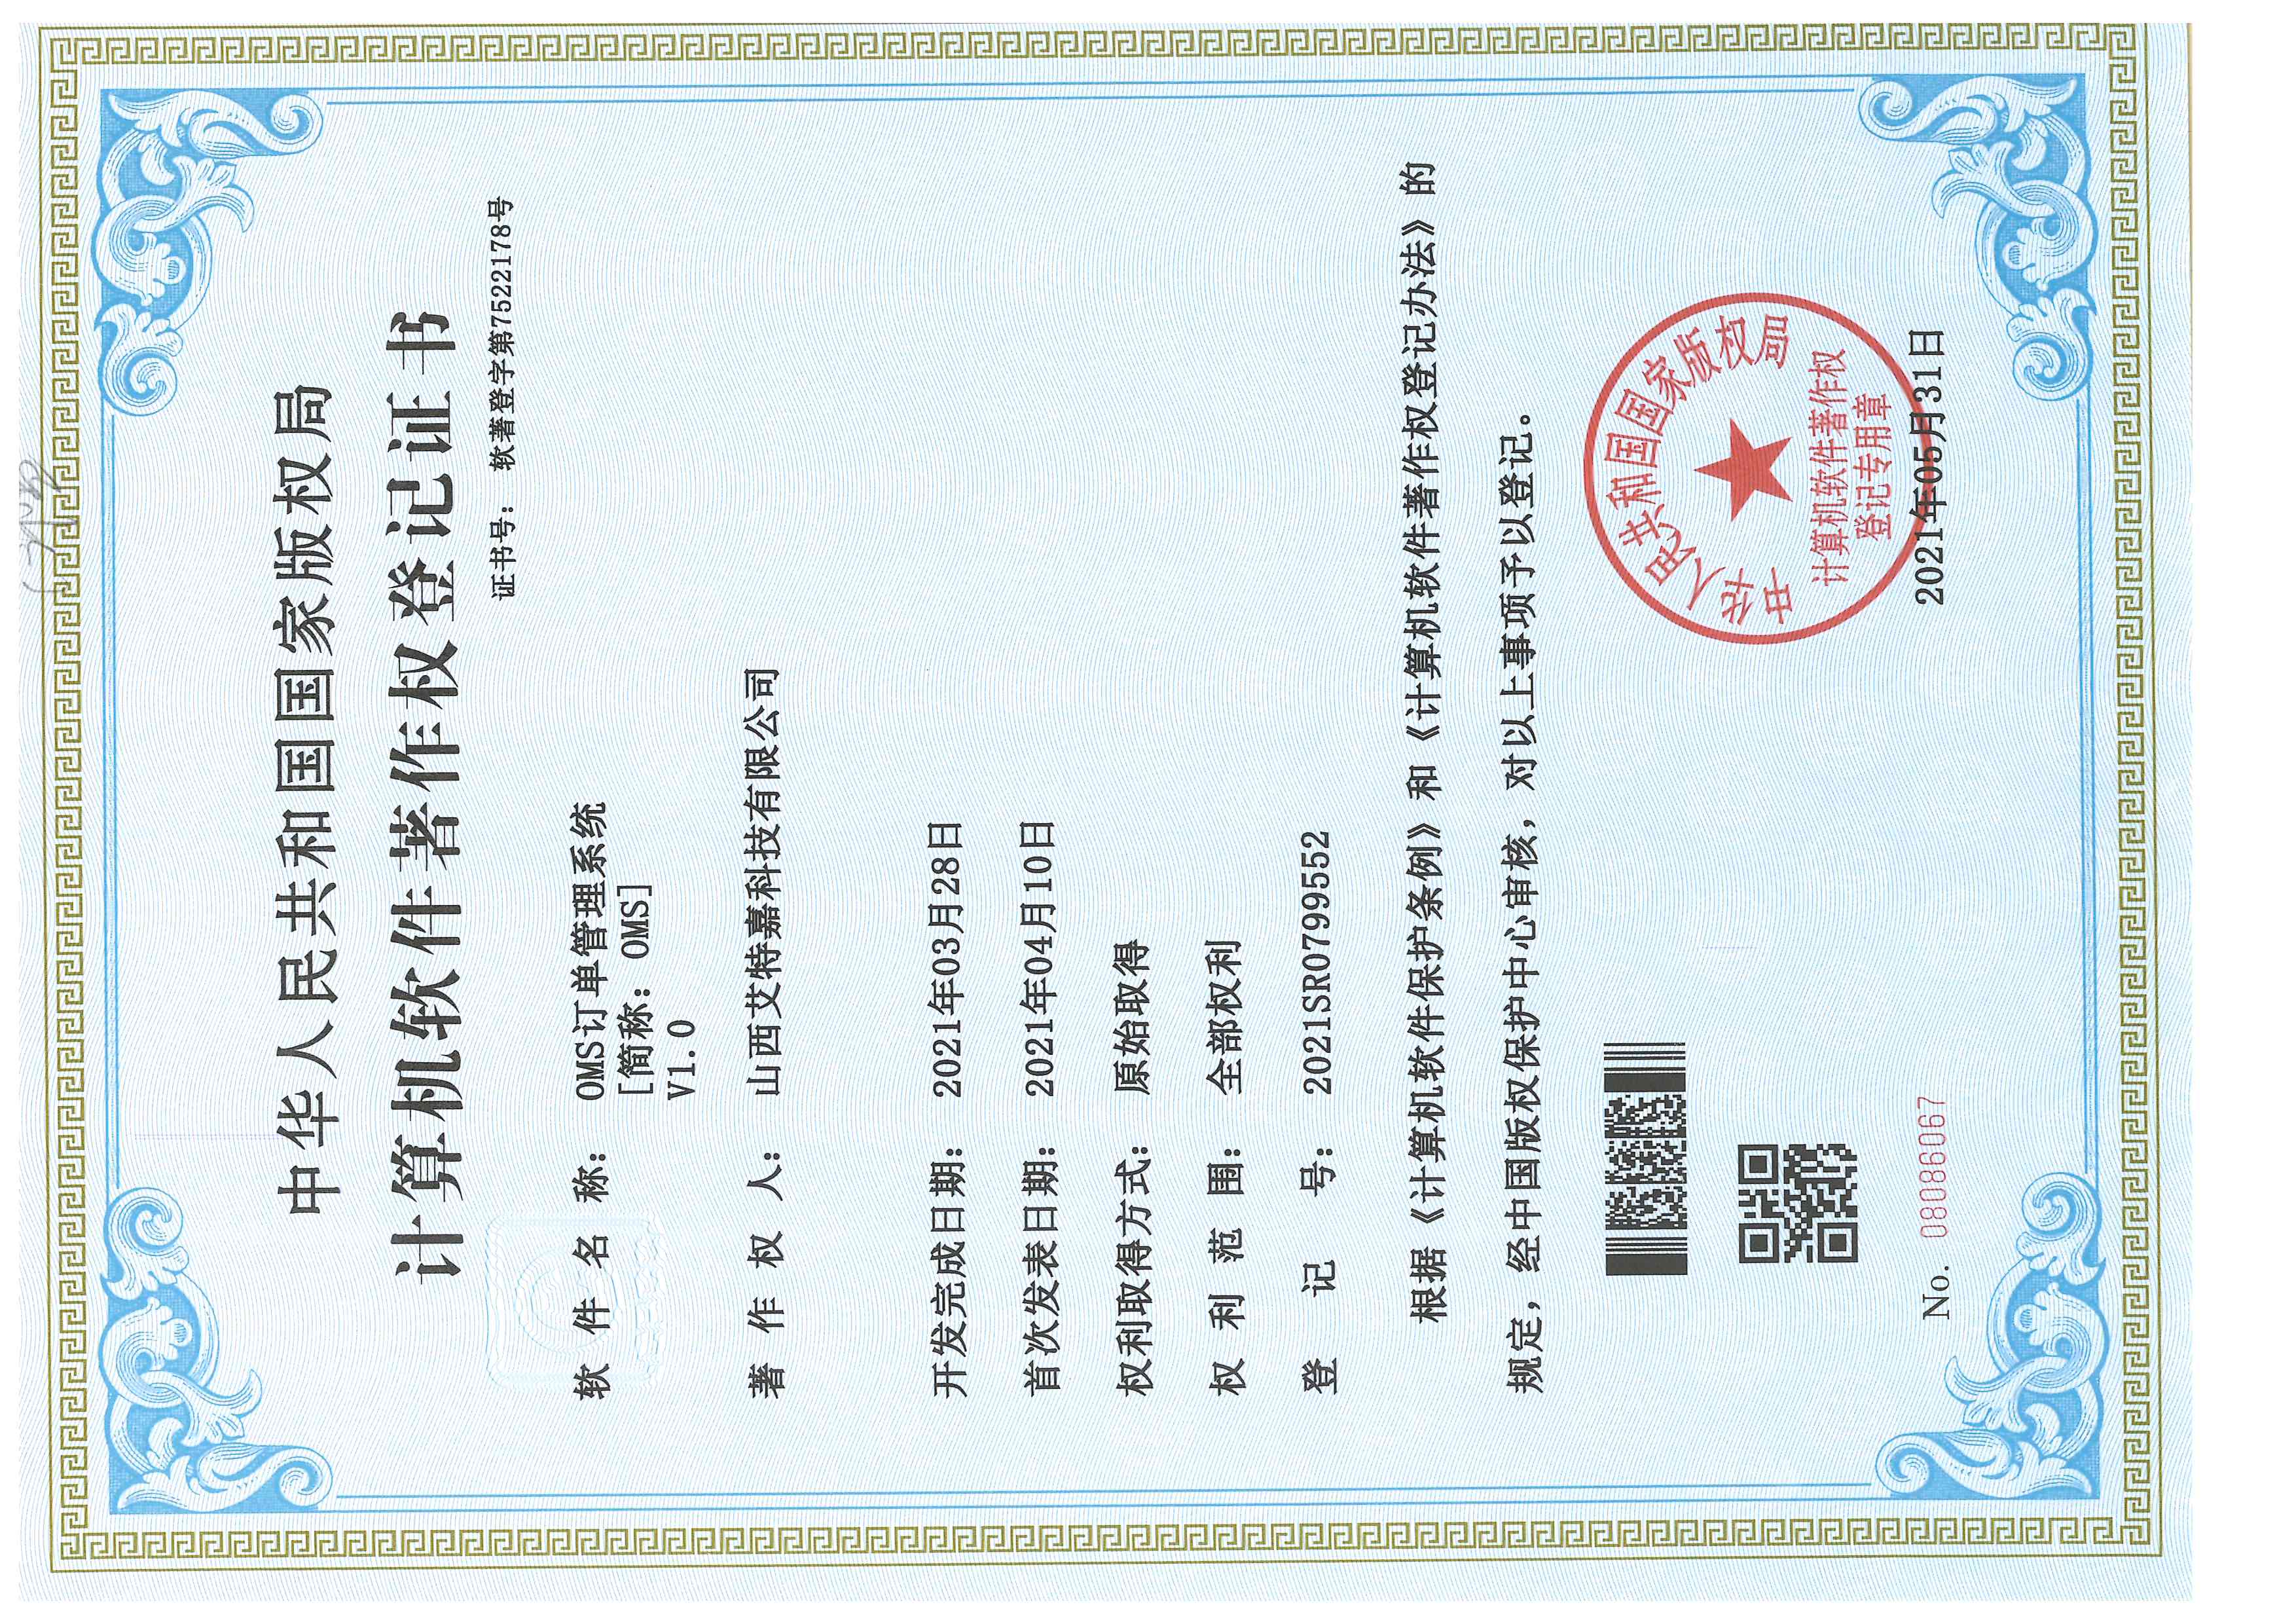 中华人民共和国国家版权局
计算机软件著作权登记证书
证书号： 软著登字第7522178号
软件名称： OMS订单管理系统
[简称：OMS]
V1.0
著作权人： 山西艾特嘉科技有限公司
开发完成日期： 2021年03月28日
首次发表日期： 2021年04月10日
权利取得方式： 原始取得
权利范围： 全部权利
登记号： 2021SR0799552
根据《计算机软件保护条例》和《计算机软件著作权登记办法》的
规定，经中国版权保护中心审核，对以上事项予以登记。
中华人民共和国国家版权局
计算机软件著作权
登记专用章
No. 08086067
2021年05月31日